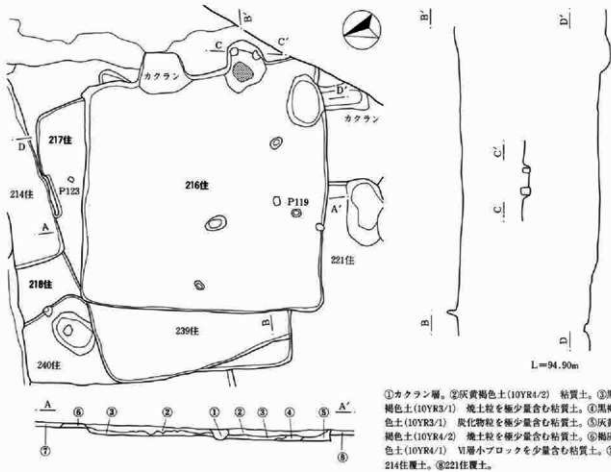 B'
C
C'
カクラン
D'
カクラン
217住
D
214住
P123
216住
A
P119
A'
221住
218住
239住
B
240住
A
A'
⑥
③
②
①
②
③
④
⑤
⑦
⑧
B'
D'
C'
C
B
D
L=94.90m
①カクラン層。②灰黄褐色土(10YR4/2) 粘質土。③黒
褐色土(10YR3/1) 焼土粒を極少量含む粘質土。④黒褐
色土(10YR3/1) 炭化物粒を極少量含む粘質土。⑤灰黄
褐色土(10YR4/2) 焼土粒を極少量含む粘質土。⑥褐灰
色土(10YR4/1) Ⅵ層小ブロックを少量含む粘質土。⑦
214住覆土。⑧221住覆土。